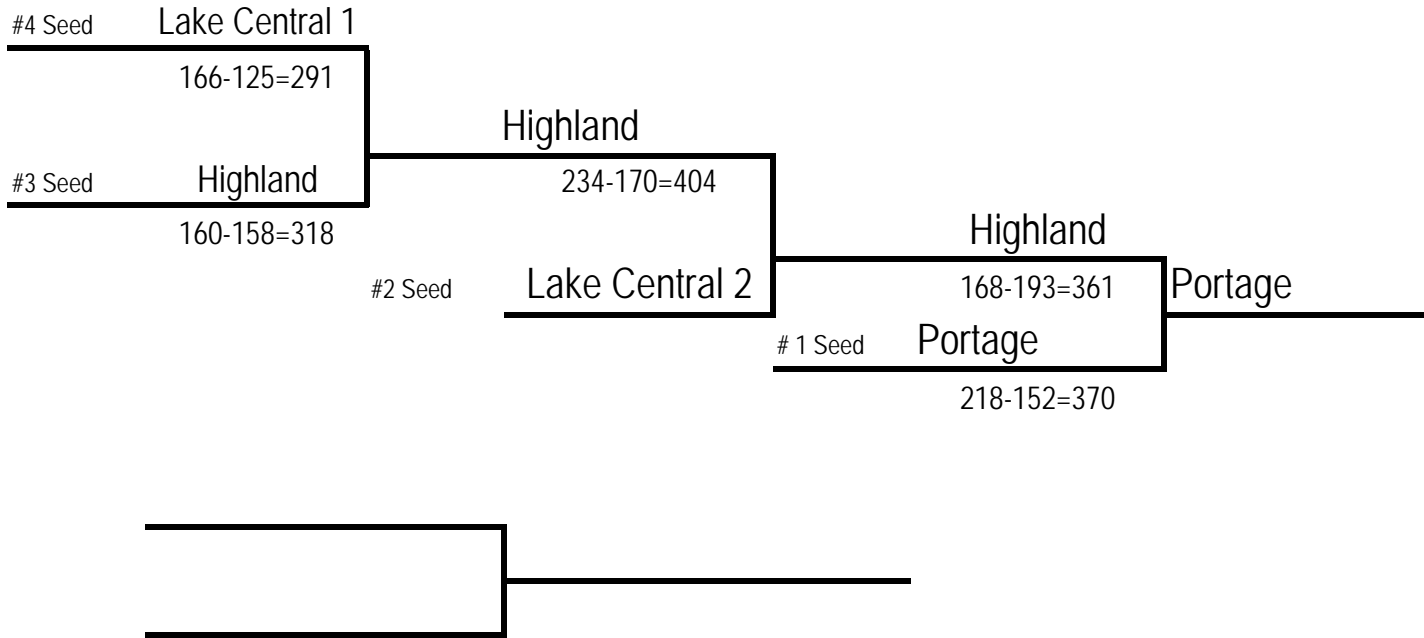 #4 Seed Lake Central 1
166-125=291
Highland
#3 Seed Highland
234-170=404
160-158=318
Highland
#2 Seed Lake Central 2
168-193=361
Portage
# 1 Seed Portage
218-152=370